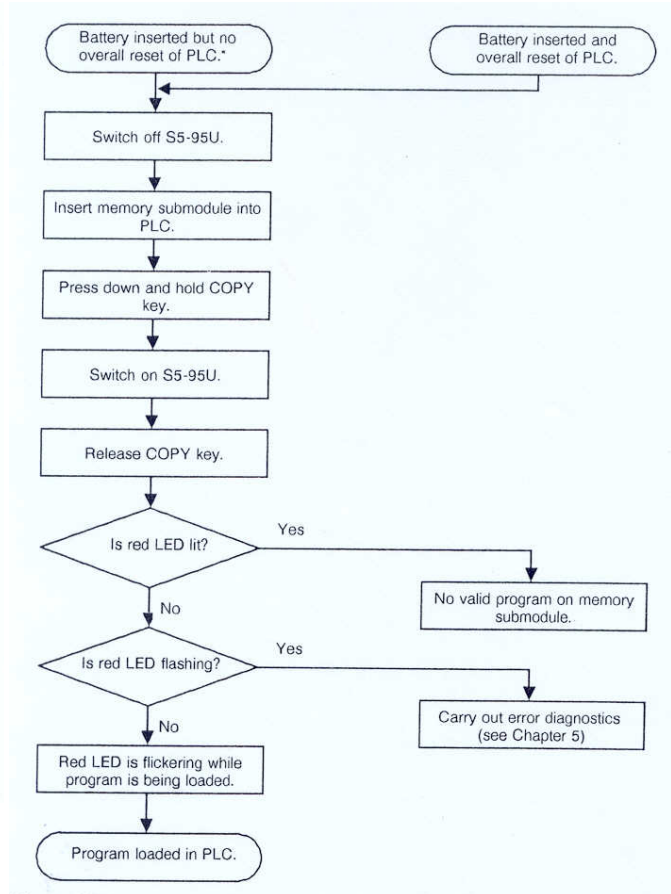 Battery inserted but no
overall reset of PLC.*
Battery inserted and
overall reset of PLC.
Switch off S5-95U.
Insert memory submodule into
PLC.
Press down and hold COPY
key.
Switch on S5-95U.
Release COPY key.
Is red LED lit?
Yes
No valid program on memory
submodule.
No
Is red LED flashing?
Yes
Carry out error diagnostics
(see Chapter 5)
No
Red LED is flickering while
program is being loaded.
Program loaded in PLC.